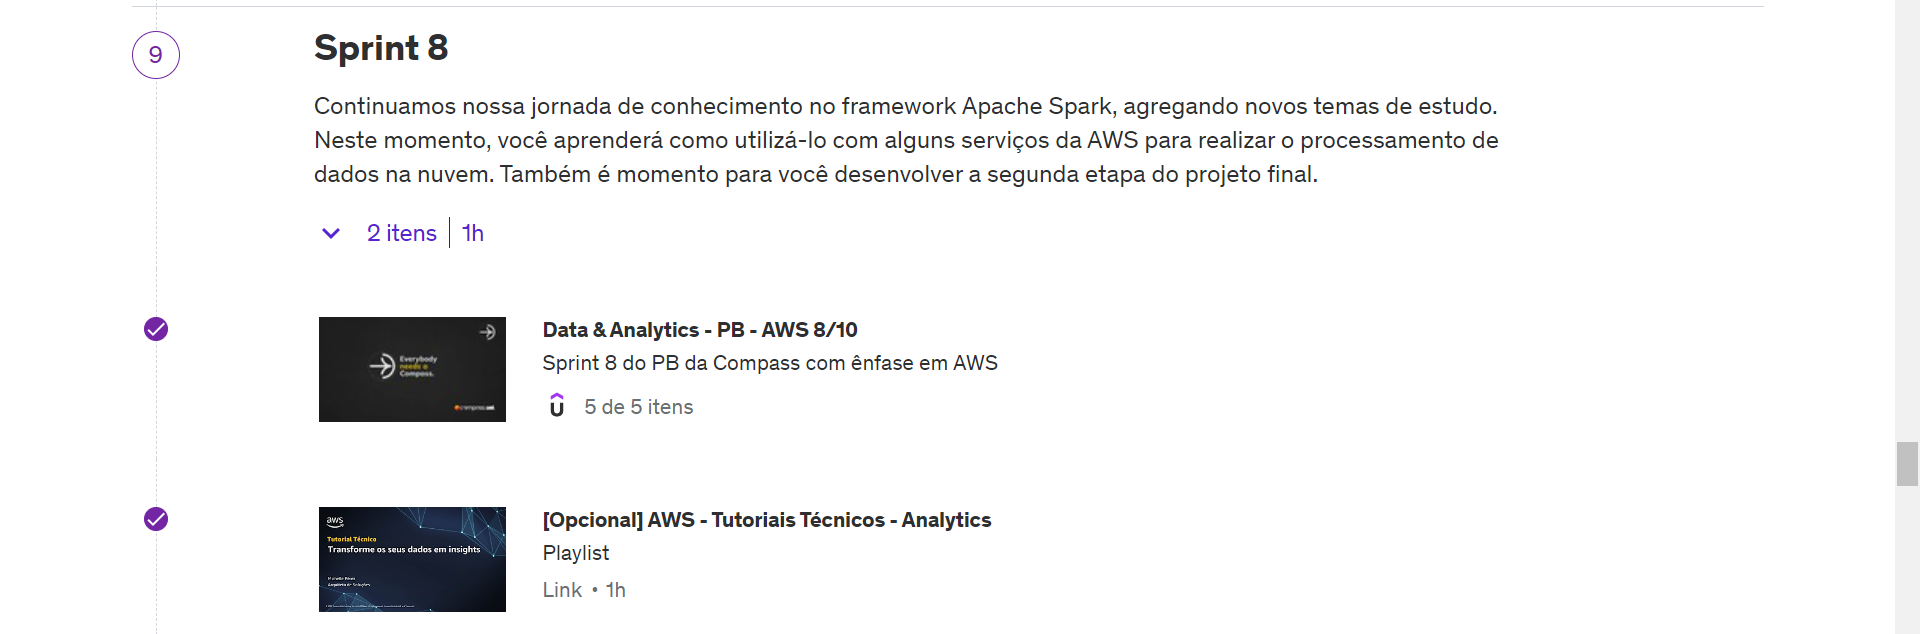 9
Sprint 8
Continuamos nossa jornada de conhecimento no framework Apache Spark, agregando novos temas de estudo.
Neste momento, você aprenderá como utilizá-lo com alguns serviços da AWS para realizar o processamento de
dados na nuvem. Também é momento para você desenvolver a segunda etapa do projeto final.
2 itens | 1h
Everybody
needs a
Compass.
compass.uol
Data & Analytics - PB - AWS 8/10
Sprint 8 do PB da Compass com ênfase em AWS
5 de 5 itens
aws
Tutorial Técnico
Transforme os seus dados em insights
Arquiteto de Soluções
[Opcional] AWS - Tutoriais Técnicos - Analytics
Playlist
Link • 1h